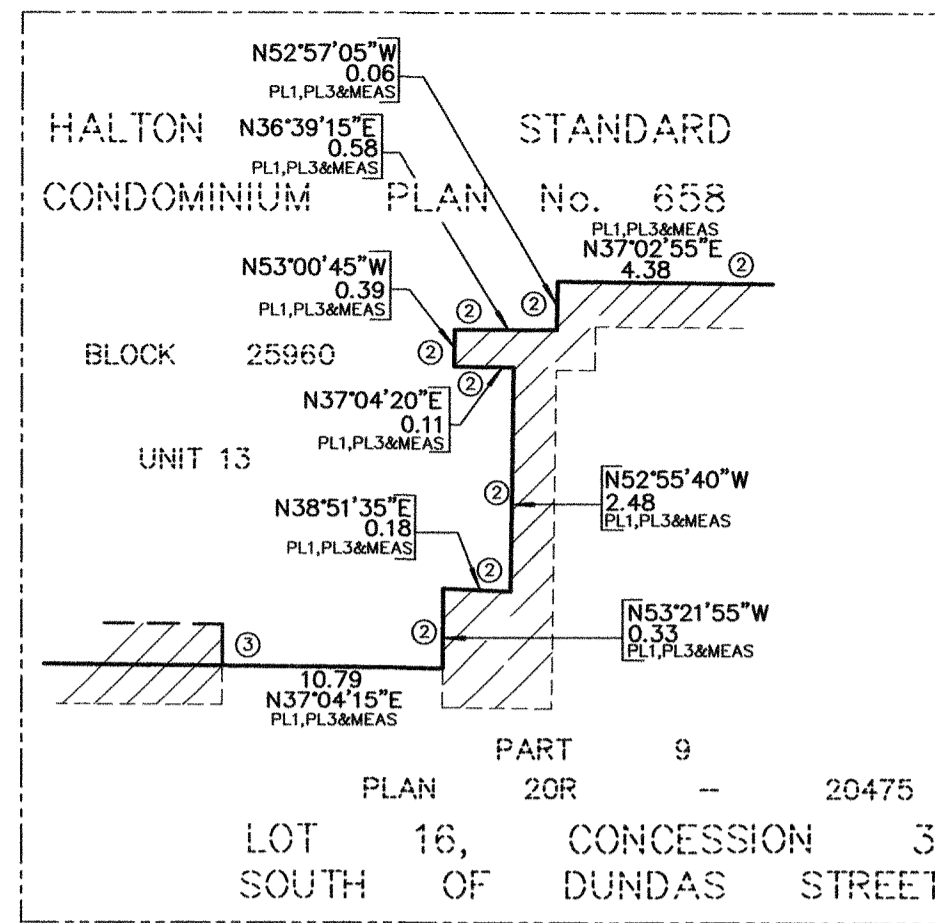 N52°57'05"W
0.06
PL1,PL3&MEAS
HALTON STANDARD
N36°39'15"E
0.58
PL1,PL3&MEAS
CONDOMINIUM PLAN No. 658
PL1,PL3&MEAS
N37°02'55"E
4.38
②
②
②
N53°00'45"W
0.39
PL1,PL3&MEAS
②
②
BLOCK 25960
N37°04'20"E
0.11
PL1,PL3&MEAS
UNIT 13
②
N52°55'40"W
2.48
PL1,PL3&MEAS
N38°51'35"E
0.18
PL1,PL3&MEAS
②
②
N53°21'55"W
0.33
PL1,PL3&MEAS
③
10.79
N37°04'15"E
PL1,PL3&MEAS
PART 9
PLAN 20R -- 20475
LOT 16, CONCESSION 3
SOUTH OF DUNDAS STREET